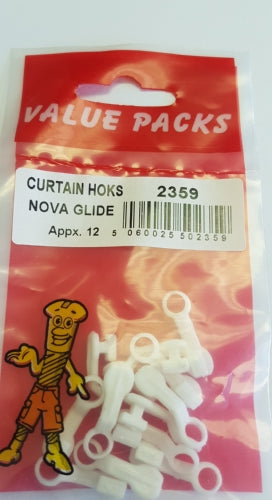 VALUE PACKS
CURTAIN HOKS 2359
NOVA GLIDE
Appx. 12 5 060025 502359